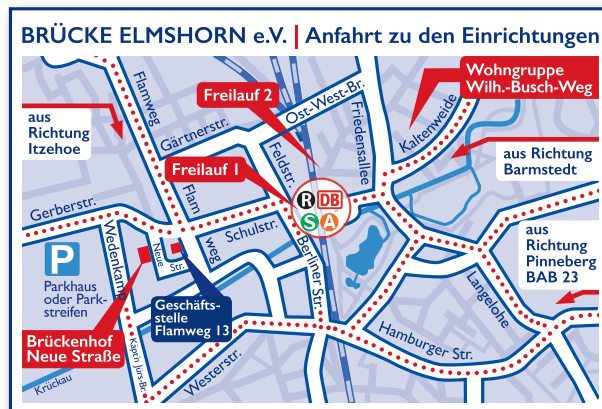 BRÜCKE ELMSHORN e.V. | Anfahrt zu den Einrichtungen
Wohngruppe
Wilh.-Busch-Weg
Freilauf 2
Ost-West-Br.
Flamweg
Friedensallee
Kaltenweide
aus
Richtung
Itzehoe
Gärtnerstr.
Feldstr.
Freilauf 1
aus Richtung
Barmstedt
R DB
S A
Flam
weg
Gerberstr.
Wedenkamp
Schulstr.
Neue
Str.
Berliner Str.
aus
Richtung
Pinneberg
BAB 23
P
Parkhaus
oder Park-
streifen
Geschäfts-
stelle
Flamweg 13
Langelohe
Brückenhof
Neue Straße
Hamburger Str.
Käpt'n Jürs-Br.
Westerstr.
Krückau